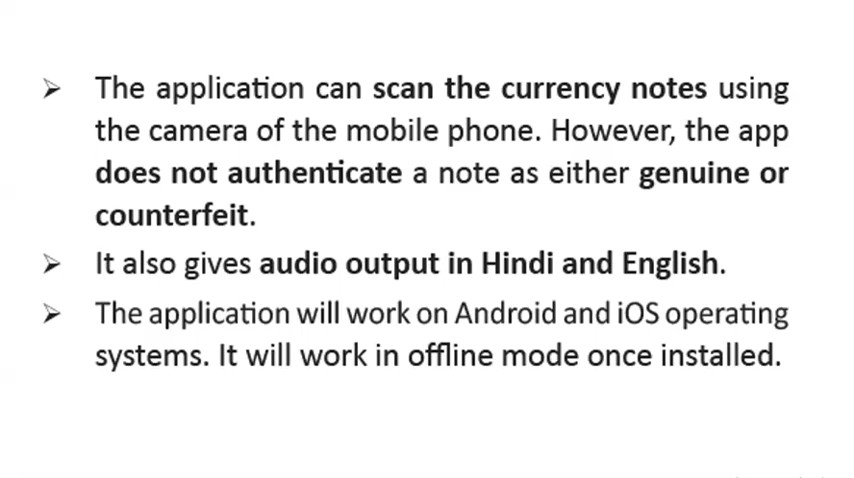 ➢ The application can scan the currency notes using
the camera of the mobile phone. However, the app
does not authenticate a note as either genuine or
counterfeit.
➢ It also gives audio output in Hindi and English.
➢ The application will work on Android and iOS operating
systems. It will work in offline mode once installed.